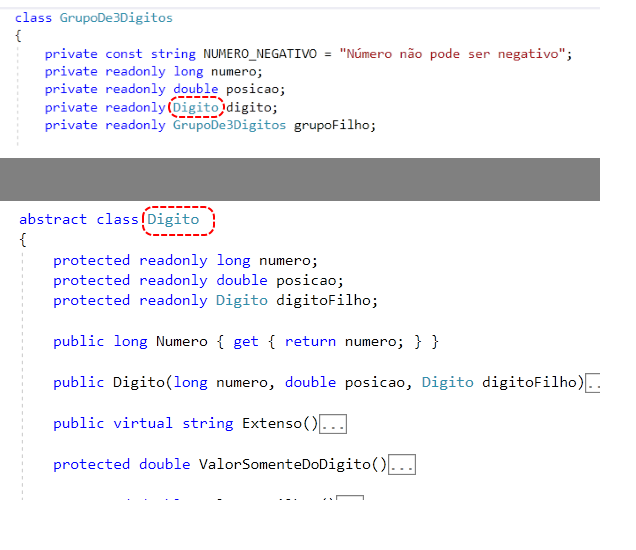 class GrupoDe3Digitos
{
private const string NUMERO_NEGATIVO = "Número não pode ser negativo";
private readonly long numero;
private readonly double posicao;
private readonly Digito digito;
private readonly GrupoDe3Digitos grupoFilho;
abstract class Digito
{
protected readonly long numero;
protected readonly double posicao;
protected readonly Digito digitoFilho;
public long Numero { get { return numero; } }
public Digito(long numero, double posicao, Digito digitoFilho)..
public virtual string Extenso()...
protected double ValorSomenteDoDigito()...